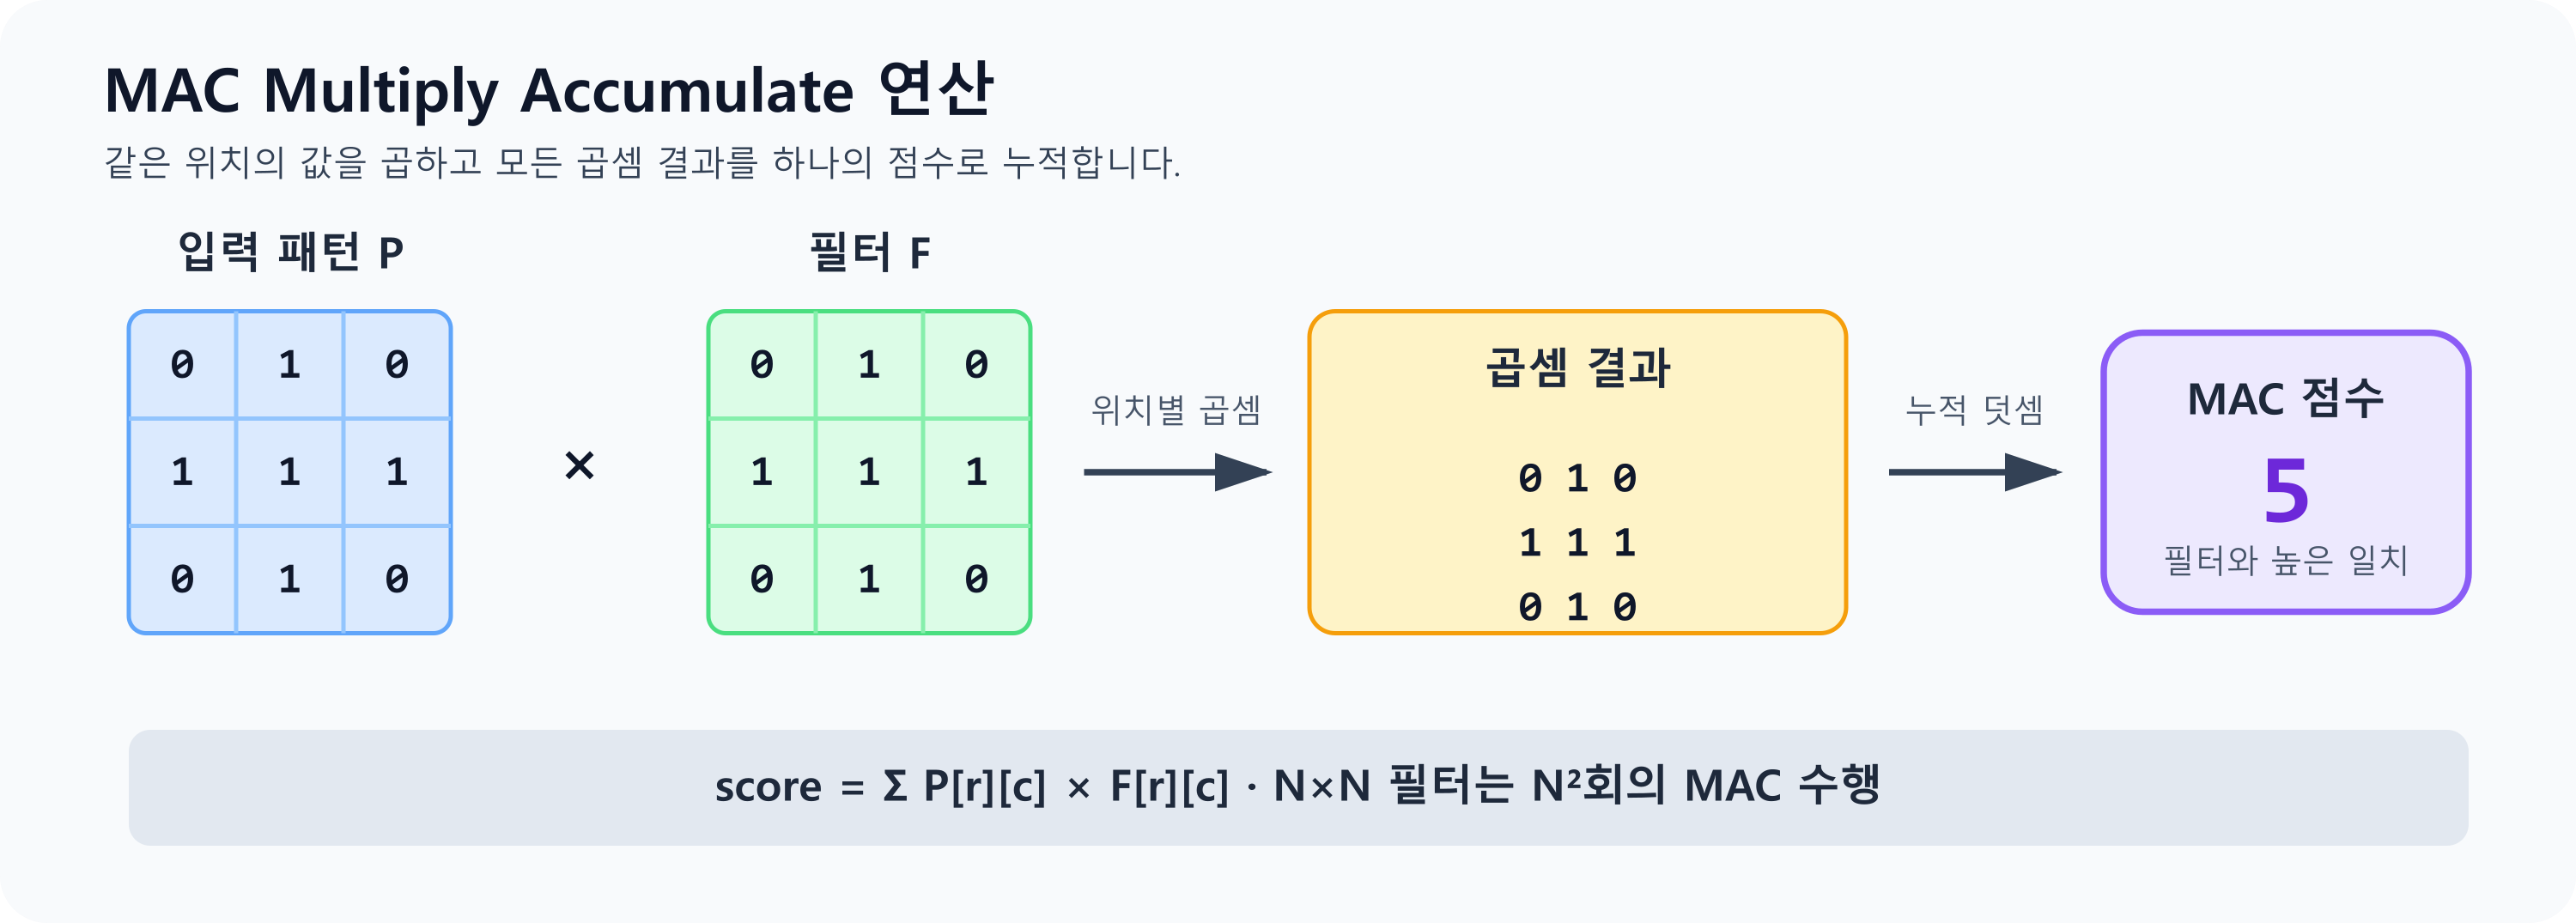 MAC Multiply Accumulate 연산
같은 위치의 값을 곱하고 모든 곱셈 결과를 하나의 점수로 누적합니다.
입력 패턴 P
0 1 0
1 1 1
0 1 0
×
필터 F
0 1 0
1 1 1
0 1 0
위치별 곱셈
곱셈 결과
0 1 0
1 1 1
0 1 0
누적 덧셈
MAC 점수
5
필터와 높은 일치
score = Σ P[r][c] × F[r][c] · N×N 필터는 N²회의 MAC 수행